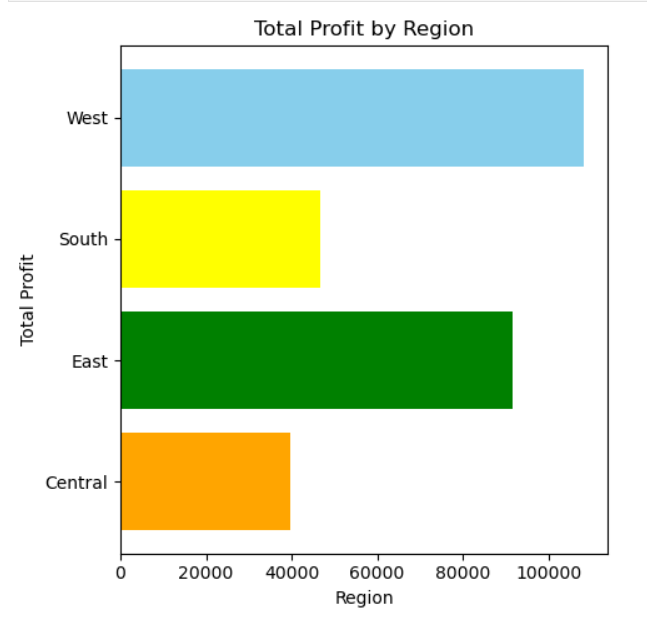 Total Profit by Region
West
South
East
Central
Total Profit
0 20000 40000 60000 80000 100000
Region